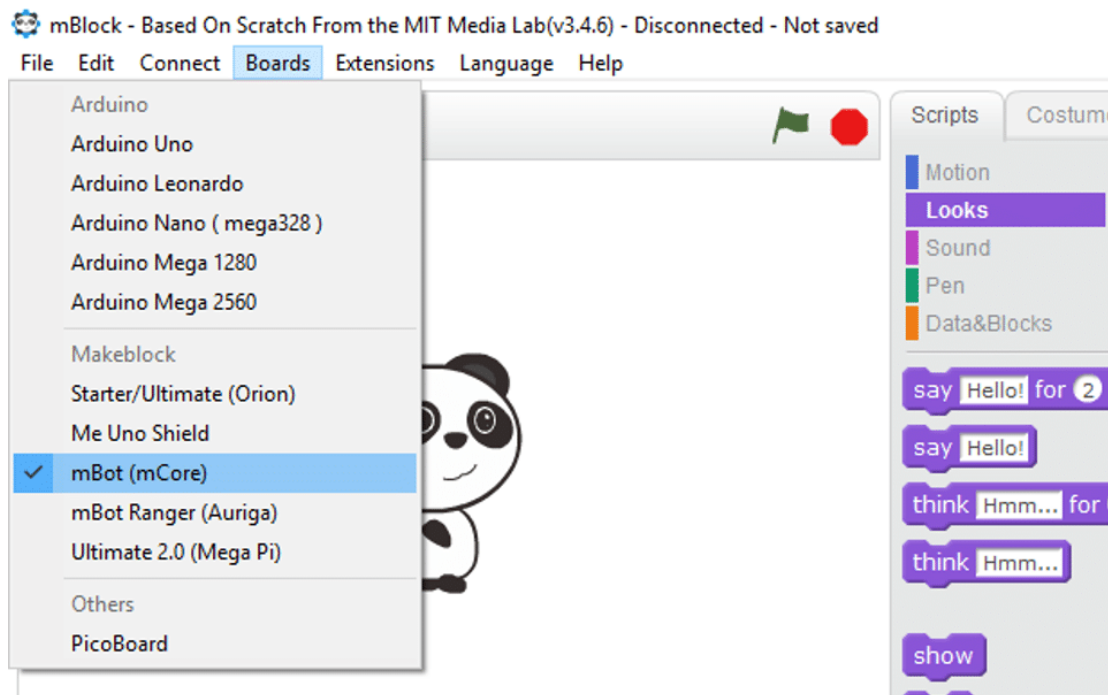 mBlock - Based On Scratch From the MIT Media Lab(v3.4.6) - Disconnected - Not saved
File Edit Connect Boards Extensions Language Help
Arduino
Arduino Uno
Arduino Leonardo
Arduino Nano ( mega328 )
Arduino Mega 1280
Arduino Mega 2560
Makeblock
Starter/Ultimate (Orion)
Me Uno Shield
mBot (mCore)
mBot Ranger (Auriga)
Ultimate 2.0 (Mega Pi)
Others
PicoBoard
Scripts Costum
Motion
Looks
Sound
Pen
Data&Blocks
say Hello! for 2
say Hello!
think Hmm... for
think Hmm...
show